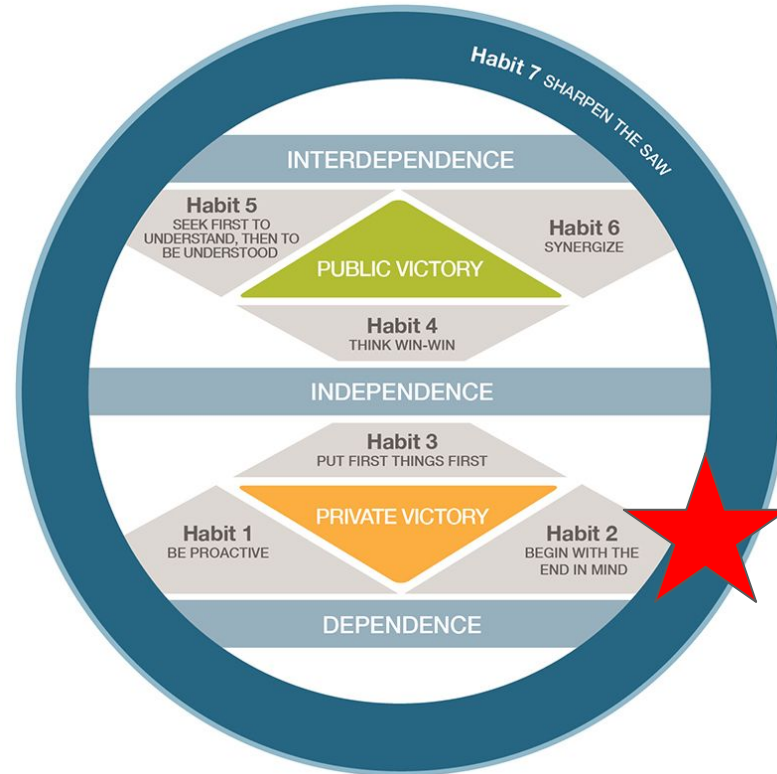 Habit 7 SHARPEN THE SAW
INTERDEPENDENCE
Habit 5
SEEK FIRST TO
UNDERSTAND, THEN TO
BE UNDERSTOOD
Habit 6
SYNERGIZE
PUBLIC VICTORY
Habit 4
THINK WIN-WIN
INDEPENDENCE
Habit 3
PUT FIRST THINGS FIRST
PRIVATE VICTORY
Habit 1
BE PROACTIVE
Habit 2
BEGIN WITH THE
END IN MIND
DEPENDENCE